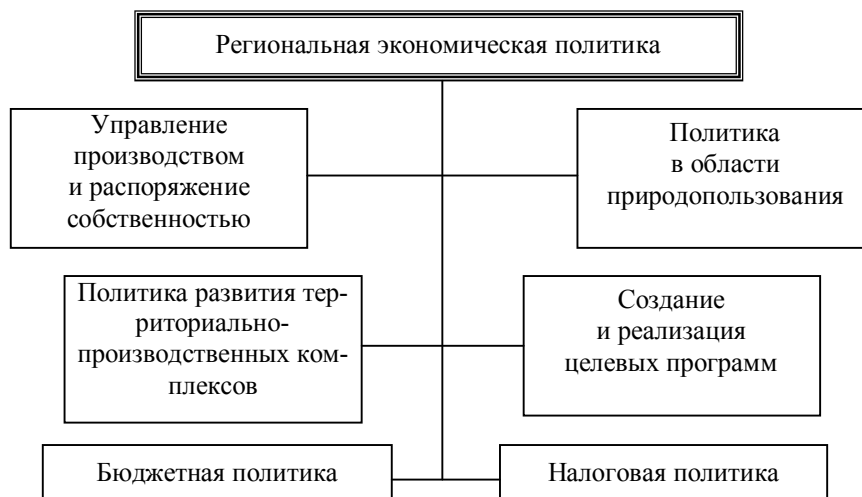 Региональная экономическая политика
Управление
производством
и распоряжение
собственностью
Политика
в области
природопользования
Политика развития тер-
риториально-
производственных ком-
плексов
Создание
и реализация
целевых программ
Бюджетная политика
Налоговая политика